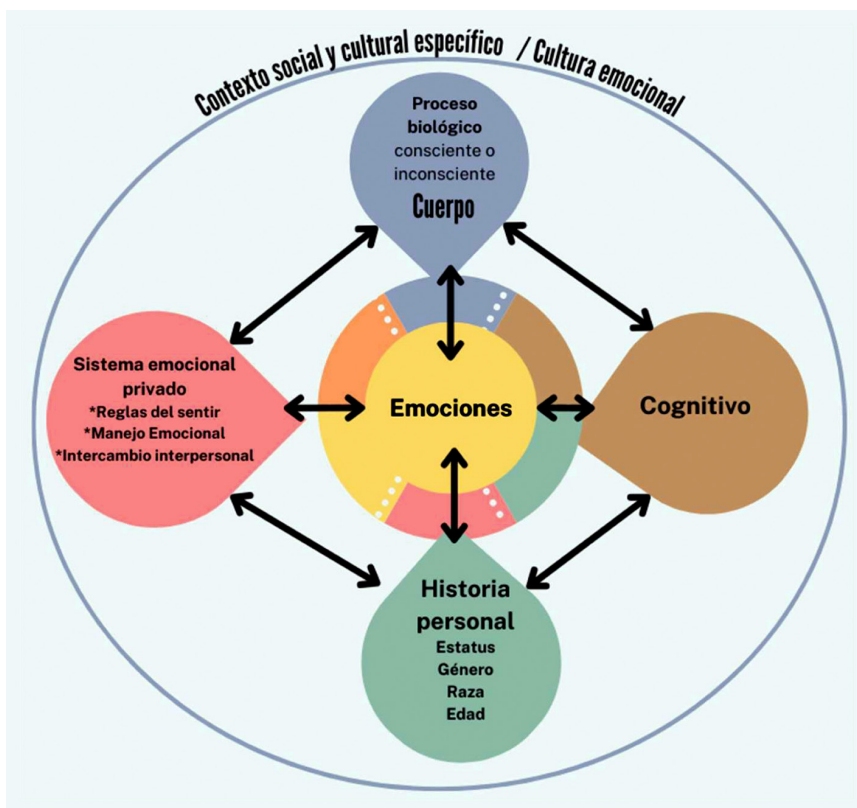 Contexto social y cultural específico / Cultura emocional
Proceso
biológico
consciente o
inconsciente
Cuerpo
Sistema emocional
privado
*Reglas del sentir
*Manejo Emocional
*Intercambio interpersonal
Emociones
Cognitivo
Historia
personal
Estatus
Género
Raza
Edad